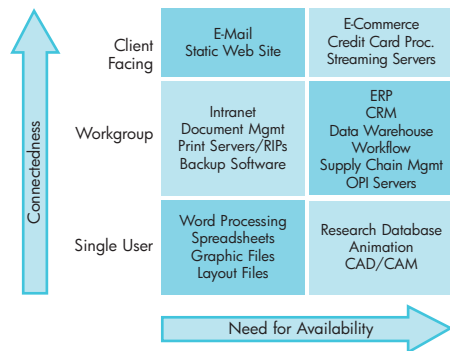 Connectedness
Client
Facing
E-Mail
Static Web Site
E-Commerce
Credit Card Proc.
Streaming Servers
Workgroup
Intranet
Document Mgmt
Print Servers/RIPs
Backup Software
ERP
CRM
Data Warehouse
Workflow
Supply Chain Mgmt
OPI Servers
Single User
Word Processing
Spreadsheets
Graphic Files
Layout Files
Research Database
Animation
CAD/CAM
Need for Availability